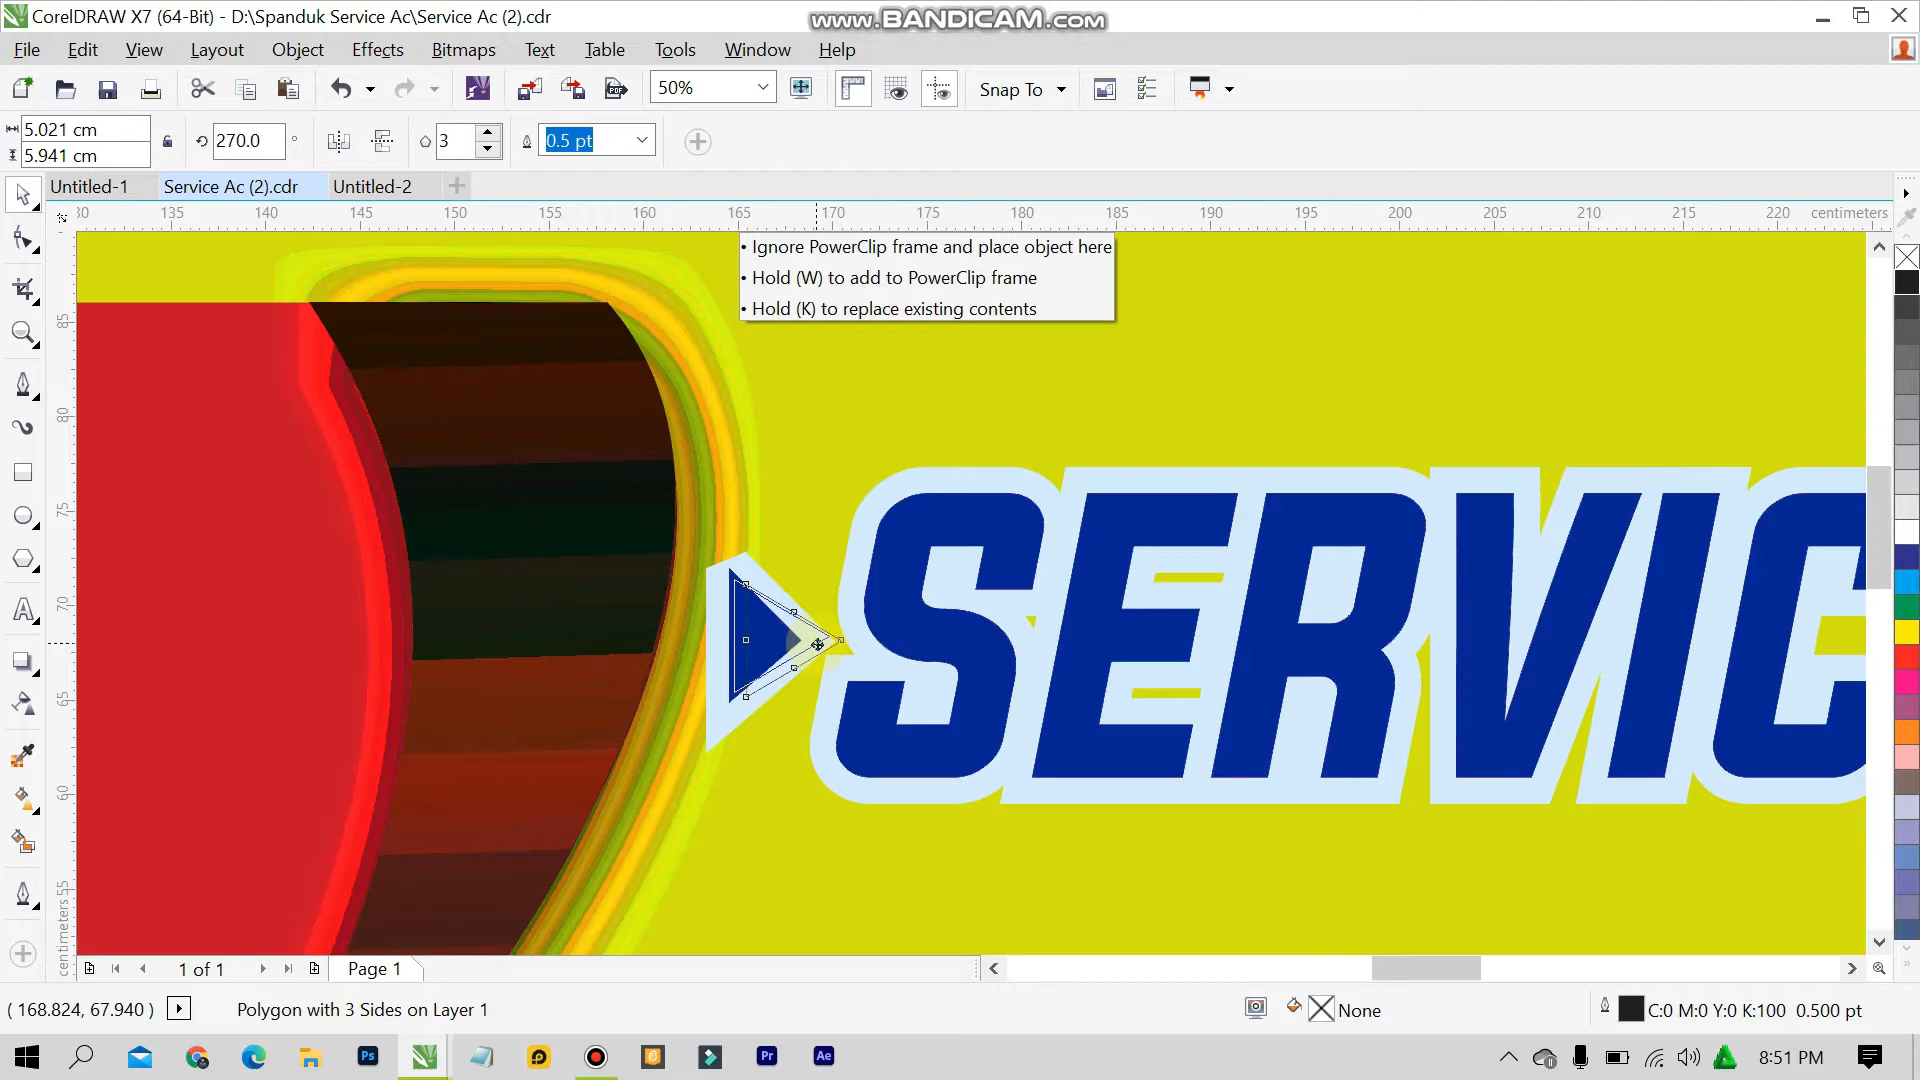 CorelDRAW X7 (64-Bit) - D:\Spanduk Service Ac\Service Ac (2).cdr
www.BANDICAM.com
File Edit View Layout Object Effects Bitmaps Text Table Tools Window Help
50%
Snap To
5.021 cm
5.941 cm
270.0 °
3
0.5 pt
Untitled-1 Service Ac (2).cdr Untitled-2
30 135 140 145 150 155 160 165 170 175 180 185 190 195 200 205 210 215 220 centimeters
• Ignore PowerClip frame and place object here
• Hold (W) to add to PowerClip frame
• Hold (K) to replace existing contents
85
80
75
70
65
60
55
centimeters
SERVIC
1 of 1
Page 1
( 168.824, 67.940 )
Polygon with 3 Sides on Layer 1
None
C:0 M:0 Y:0 K:100 0.500 pt
Ps
Pr
Ae
8:51 PM